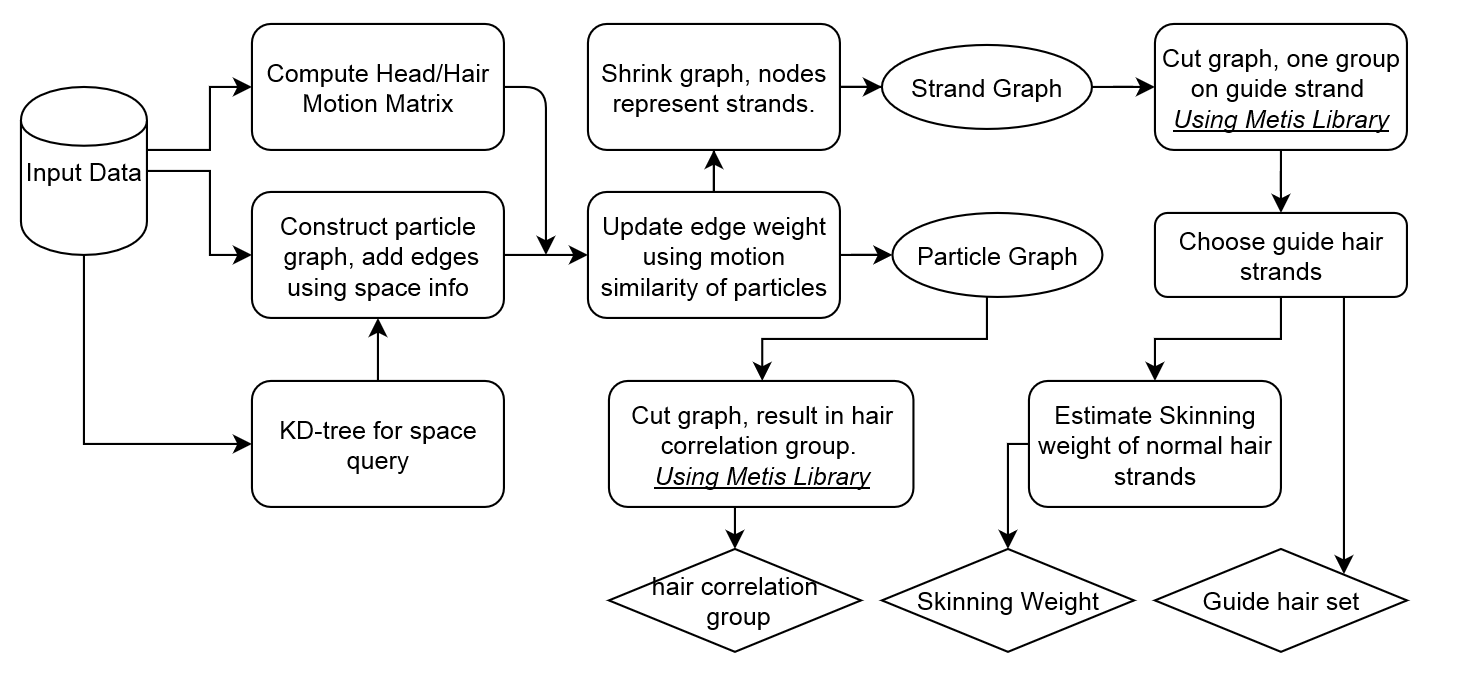 Input Data
Compute Head/Hair
Motion Matrix
Construct particle
graph, add edges
using space info
KD-tree for space
query
Shrink graph, nodes
represent strands.
Update edge weight
using motion
similarity of particles
Strand Graph
Particle Graph
Cut graph, result in hair
correlation group.
Using Metis Library
hair correlation
group
Cut graph, one group
on guide strand
Using Metis Library
Choose guide hair
strands
Estimate Skinning
weight of normal hair
strands
Skinning Weight
Guide hair set